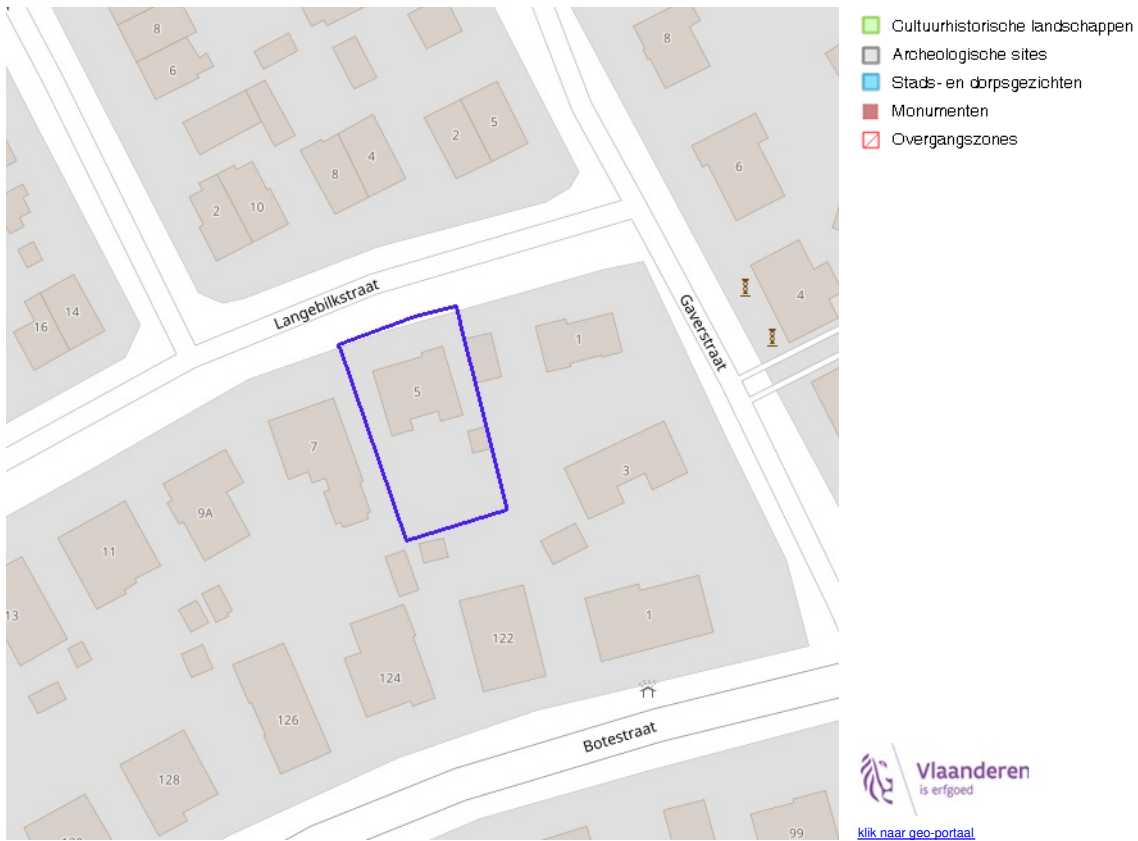 8
6
8
2
5
8
4
6
2
10
4
14
16
Langebilkstraat
Gaverstraat
1
5
7
3
9A
11
13
1
122
124
126
Botestraat
128
99
Cultuurhistorische landschappen
Archeologische sites
Stads- en dorpsgezichten
Monumenten
Overgangszones
Vlaanderen
is erfgoed
klik naar geo-portaal